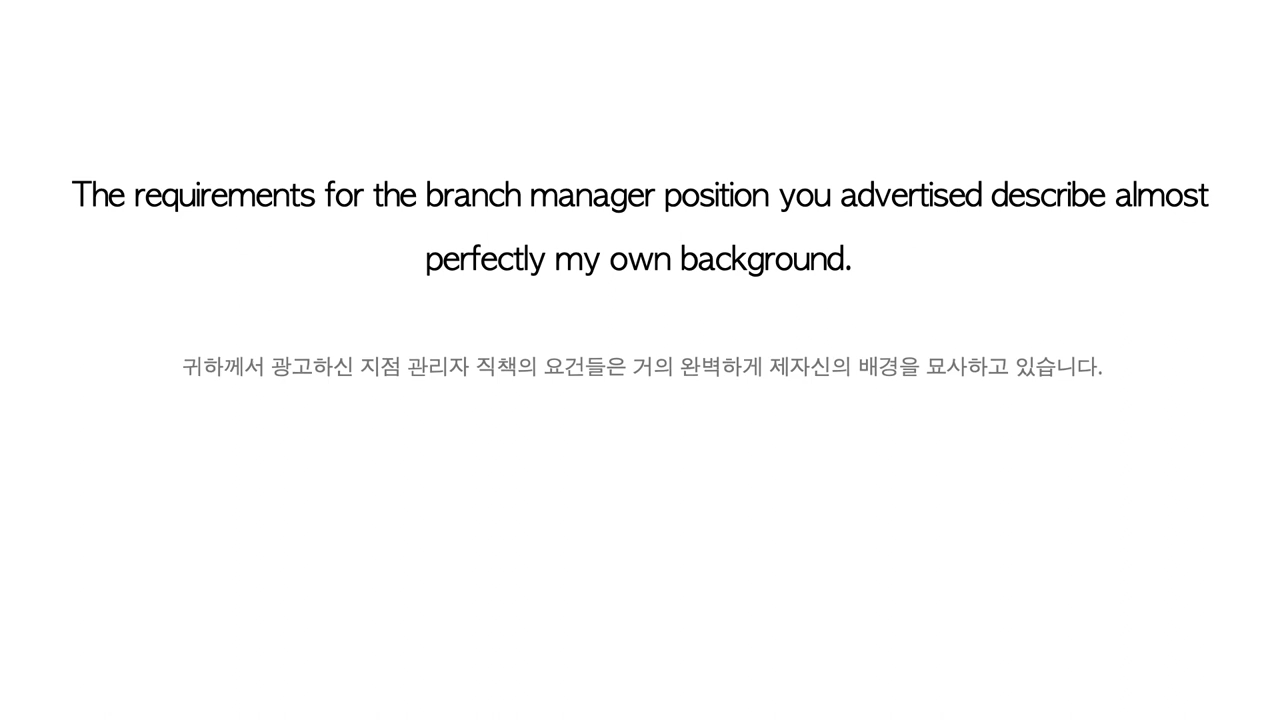 The requirements for the branch manager position you advertised describe almost
perfectly my own background.
귀하께서 광고하신 지점 관리자 직책의 요건들은 거의 완벽하게 제자신의 배경을 묘사하고 있습니다.